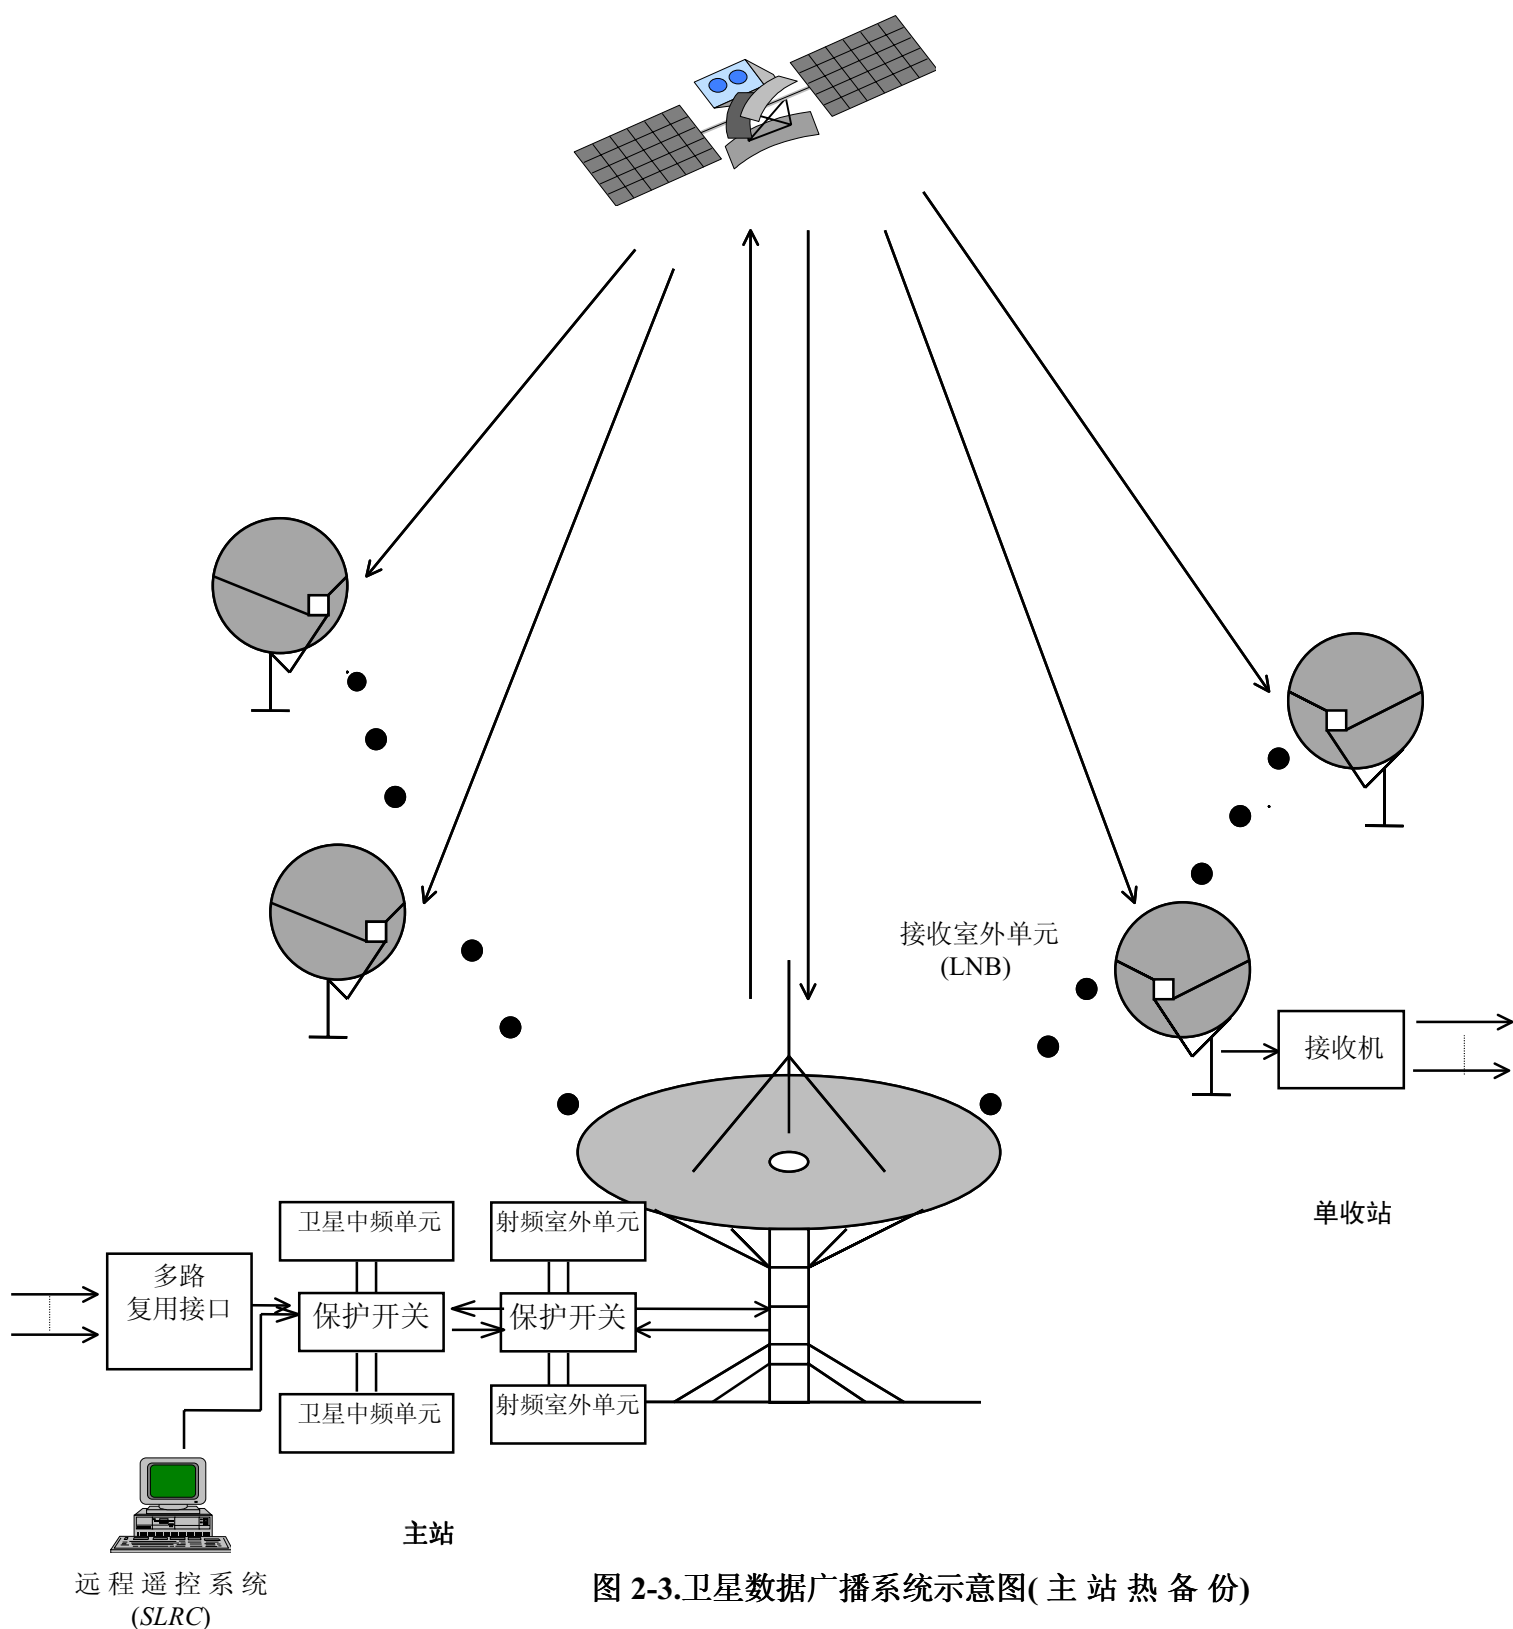 接收室外单元
(LNB)
接收机
单收站
卫星中频单元
射频室外单元
多路
复用接口
保护开关
保护开关
卫星中频单元
射频室外单元
主站
远程遥控系统
(SLRC)
图 2-3.卫星数据广播系统示意图(主站热备份)